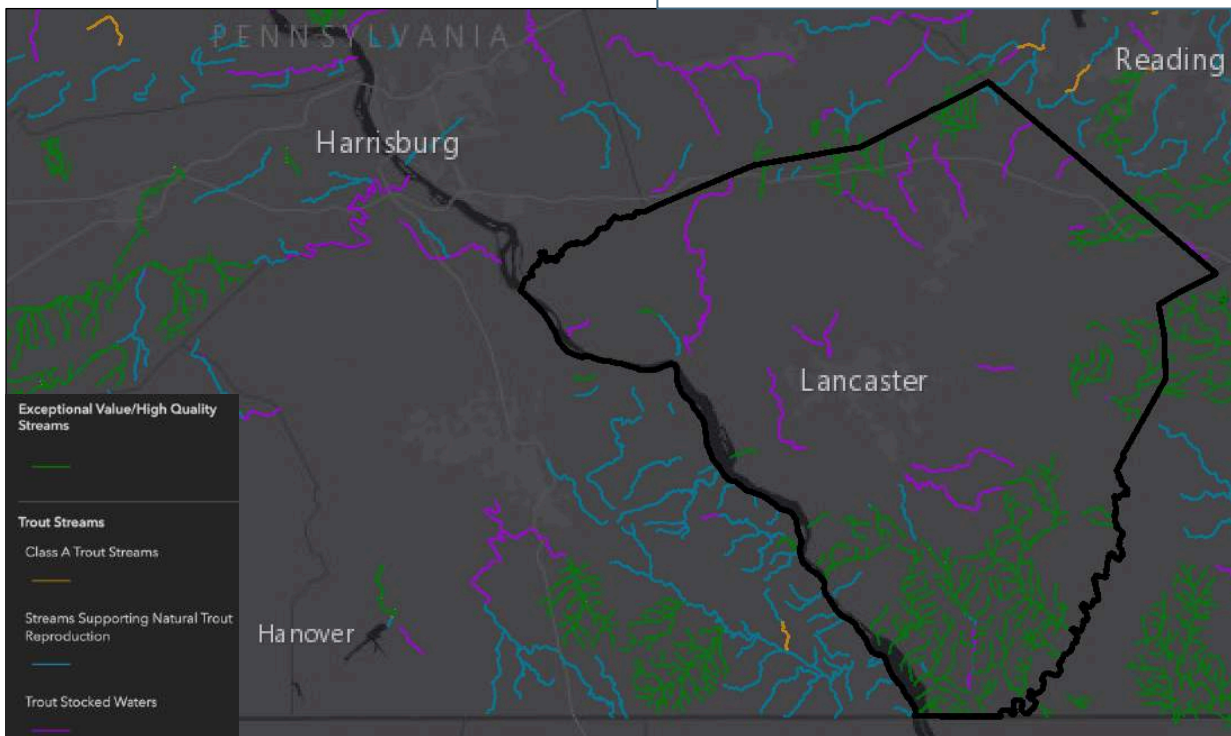 PENNSYLVANIA
Reading
Harrisburg
Lancaster
Hanover
Exceptional Value/High Quality
Streams
Trout Streams
Class A Trout Streams
Streams Supporting Natural Trout
Reproduction
Trout Stocked Waters